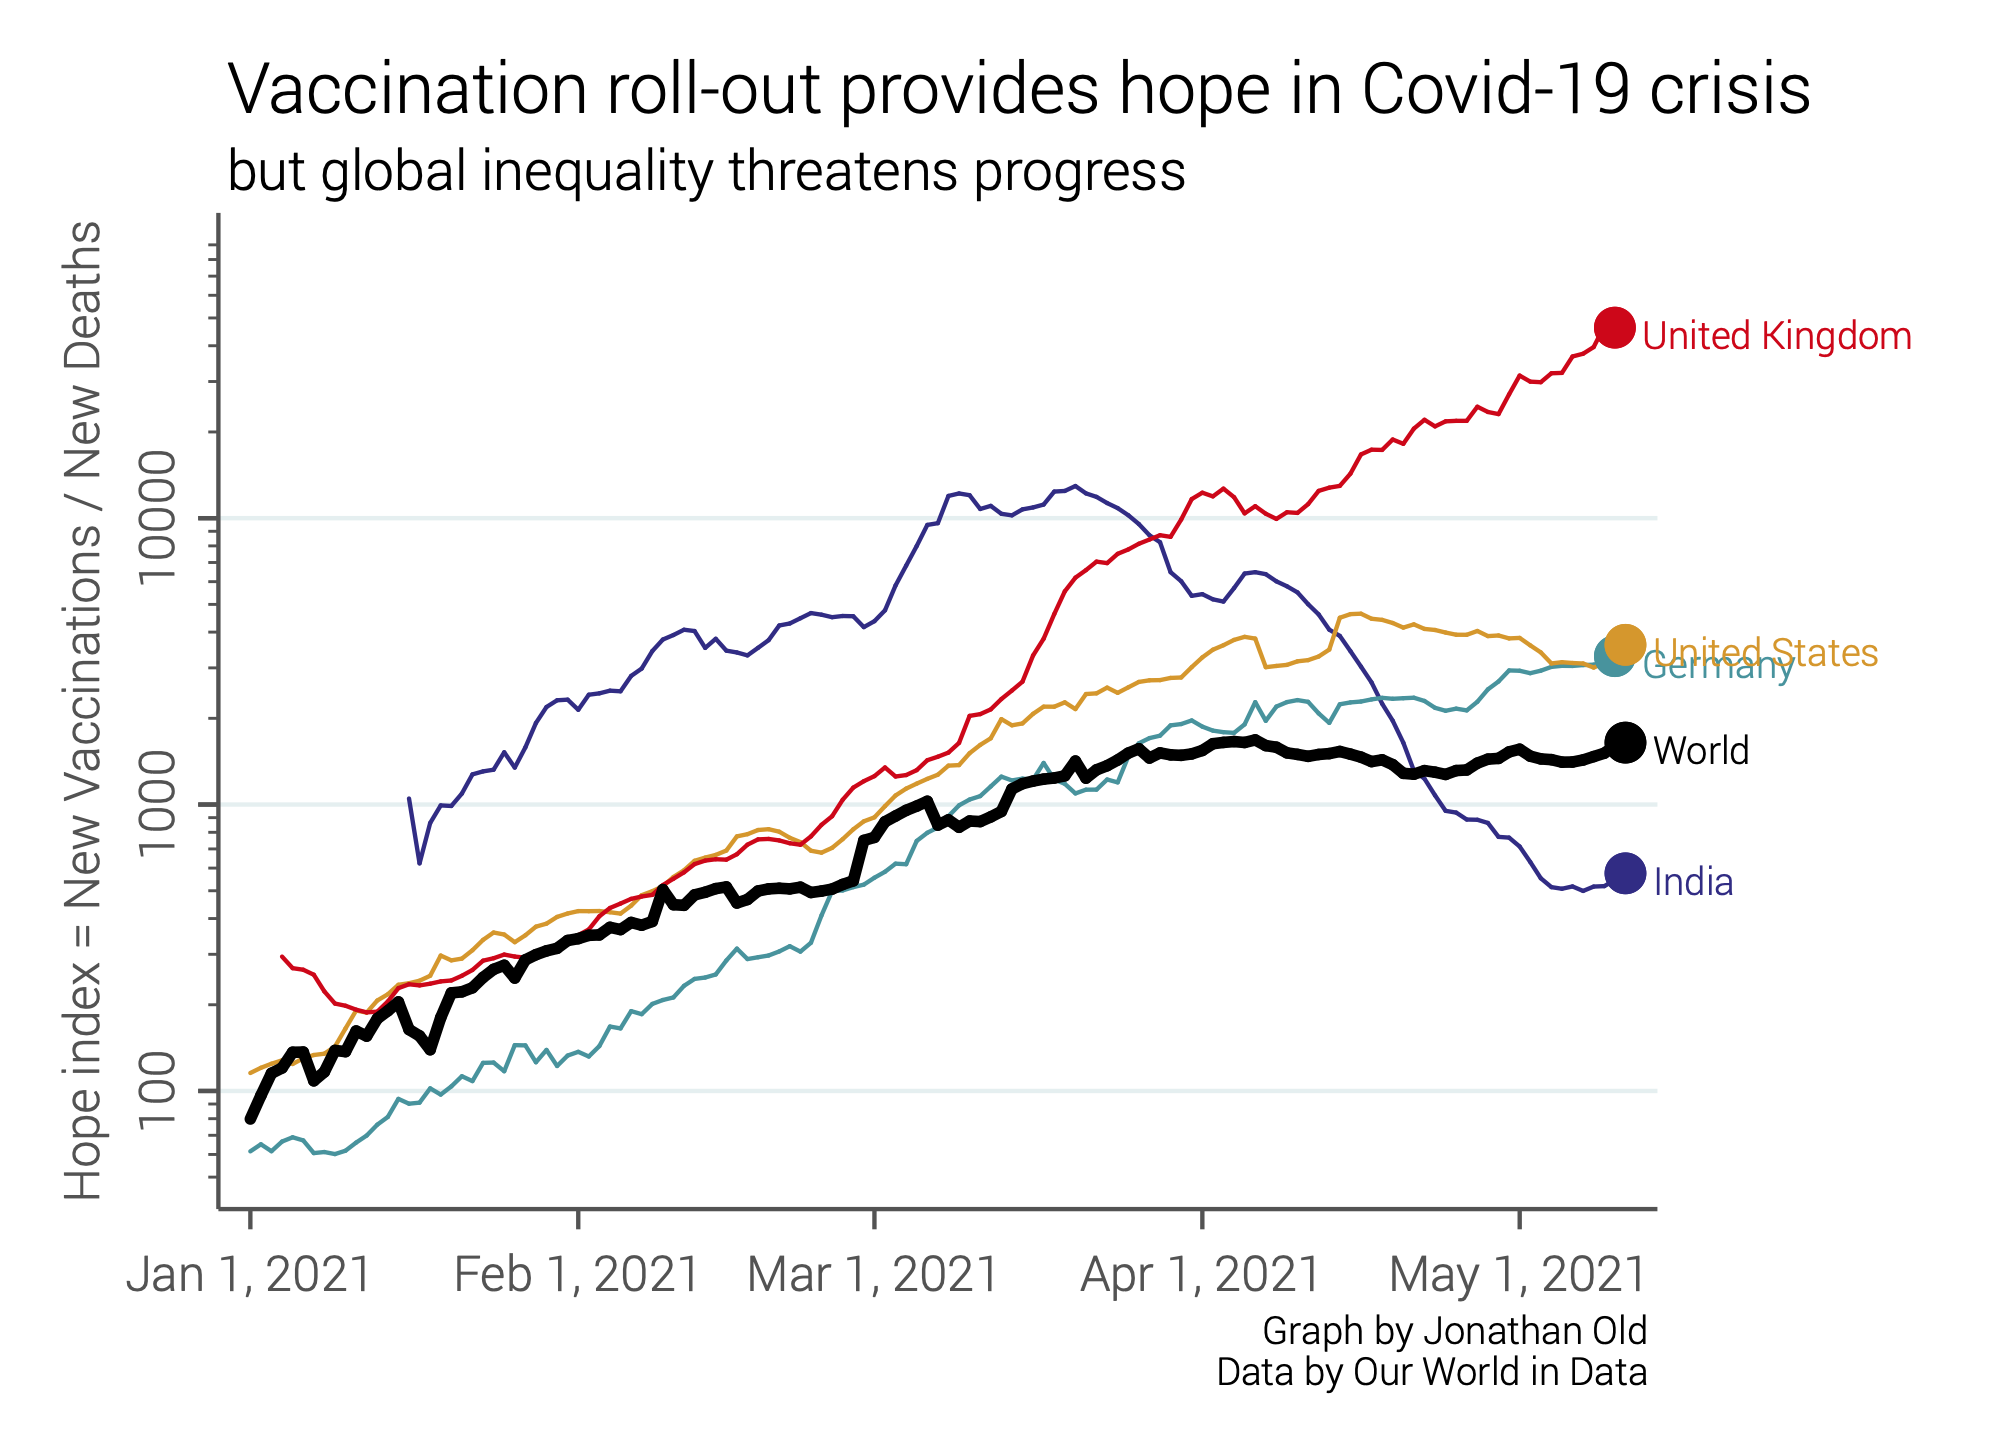 Vaccination roll-out provides hope in Covid-19 crisis
but global inequality threatens progress
Hope index = New Vaccinations / New Deaths
10000
1000
100
United Kingdom
United States
Germany
World
India
Jan 1, 2021
Feb 1, 2021
Mar 1, 2021
Apr 1, 2021
May 1, 2021
Graph by Jonathan Old
Data by Our World in Data